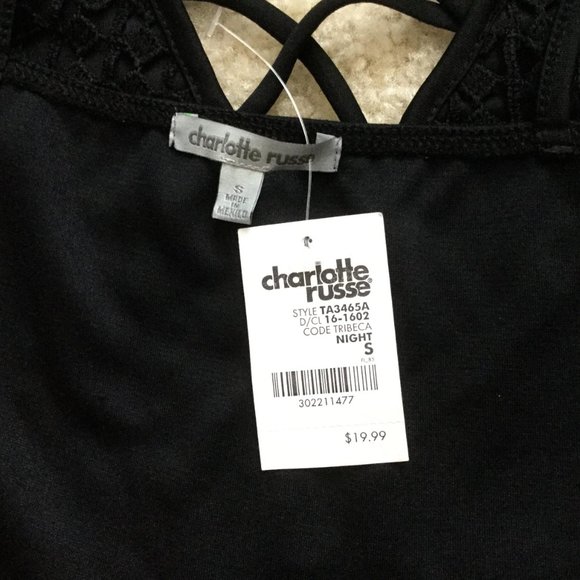 charlotte russe
S
MADE
IN
MEXICO
charlotte
russe®
STYLE TA3465A
D/CL 16-1602
CODE TRIBECA
NIGHT
S
302211477
$19.99